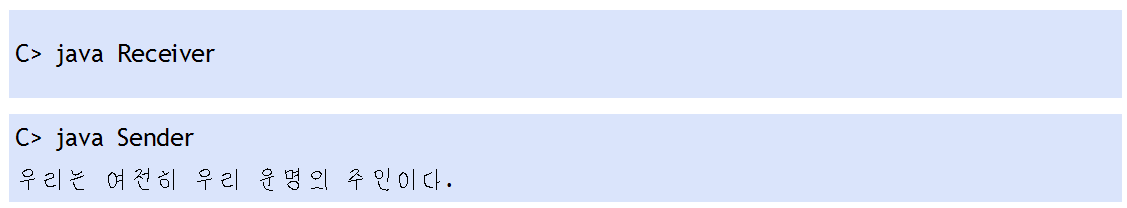 C> java Receiver
C> java Sender
우리는 여전히 우리 운명의 주인이다.